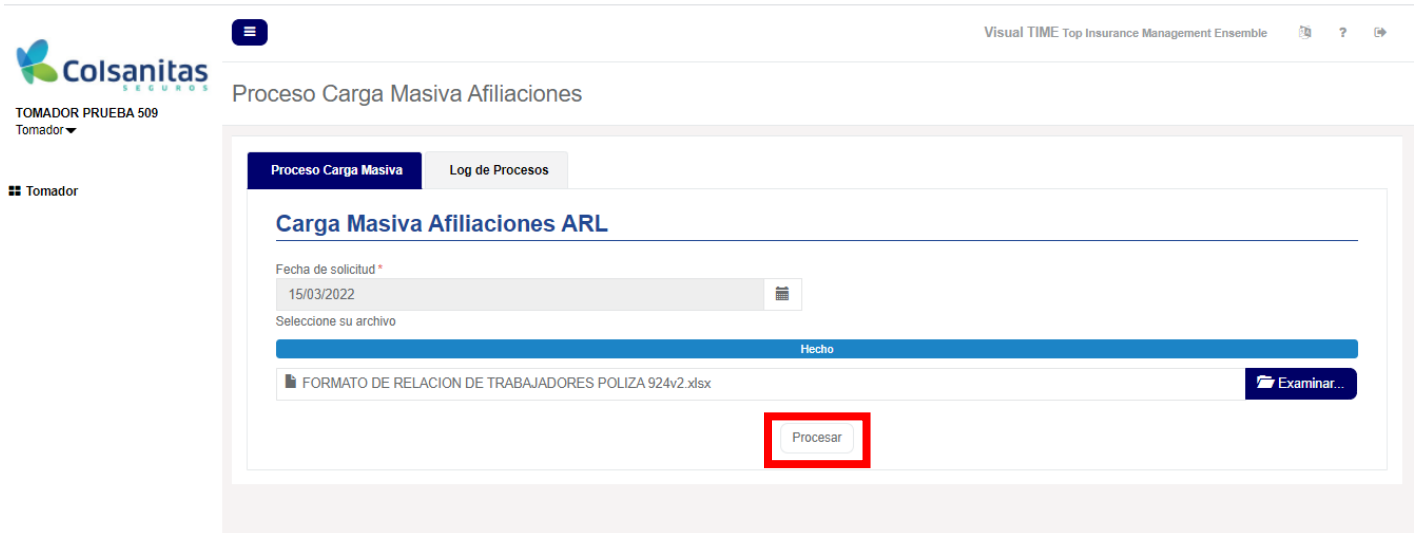 Visual TIME Top Insurance Management Ensemble ?
Colsanitas
SEGUROS
TOMADOR PRUEBA 509
Tomador
Tomador
Proceso Carga Masiva Afiliaciones
Proceso Carga Masiva
Log de Procesos
Carga Masiva Afiliaciones ARL
Fecha de solicitud *
15/03/2022
Seleccione su archivo
Hecho
FORMATO DE RELACION DE TRABAJADORES POLIZA 924v2.xlsx
Examinar...
Procesar